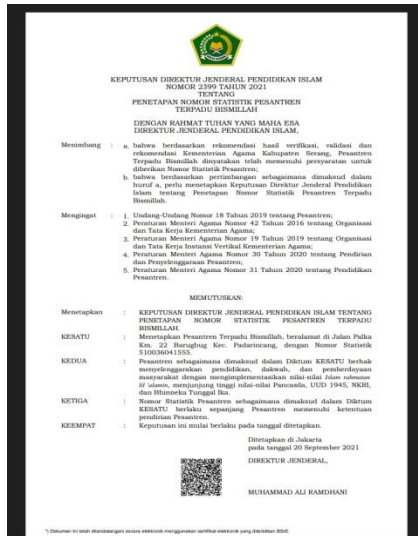 KEPUTUSAN DIREKTUR JENDERAL PENDIDIKAN ISLAM
NOMOR 2399 TAHUN 2021
TENTANG
PENETAPAN NOMOR STATISTIK PESANTREN
TERPADU BISMILLAH
DENGAN RAHMAT TUHAN YANG MAHA ESA
DIREKTUR JENDERAL PENDIDIKAN ISLAM,
Menimbang : a. bahwa berdasarkan rekomendasi hasil verifikasi, validasi dan
rekomendasi Kementerian Agama Kabupaten Serang, Pesantren
Terpadu Bismillah dinyatakan telah memenuhi persyaratan untuk
diberikan Nomor Statistik Pesantren;
b. bahwa berdasarkan pertimbangan sebagaimana dimaksud dalam
huruf a, perlu menetapkan Keputusan Direktur Jenderal Pendidikan
Islam tentang Penetapan Nomor Statistik Pesantren Terpadu
Bismillah.
Mengingat : 1. Undang-Undang Nomor 18 Tahun 2019 tentang Pesantren;
2. Peraturan Menteri Agama Nomor 42 Tahun 2016 tentang Organisasi
dan Tata Kerja Kementerian Agama;
3. Peraturan Menteri Agama Nomor 19 Tahun 2019 tentang Organisasi
dan Tata Kerja Instansi Vertikal Kementerian Agama;
4. Peraturan Menteri Agama Nomor 30 Tahun 2020 tentang Pendirian
dan Penyelenggaraan Pesantren;
5. Peraturan Menteri Agama Nomor 31 Tahun 2020 tentang Pendidikan
Pesantren.
MEMUTUSKAN:
Menetapkan : KEPUTUSAN DIREKTUR JENDERAL PENDIDIKAN ISLAM TENTANG
PENETAPAN NOMOR STATISTIK PESANTREN TERPADU
BISMILLAH.
KESATU : Menetapkan Pesantren Terpadu Bismillah, beralamat di Jalan Palka
Km. 22 Barugbug Kec. Padarincang, dengan Nomor Statistik
510036041555.
KEDUA : Pesantren sebagaimana dimaksud dalam Diktum KESATU berhak
menyelenggarakan pendidikan, dakwah, dan pemberdayaan
masyarakat dengan mengimplementasikan nilai-nilai Islam rahmatan
lil 'alamin, menjunjung tinggi nilai-nilai Pancasila, UUD 1945, NKRI,
dan Bhinneka Tunggal Ika.
KETIGA : Nomor Statistik Pesantren sebagaimana dimaksud dalam Diktum
KESATU berlaku sepanjang Pesantren memenuhi ketentuan
pendirian Pesantren.
KEEMPAT : Keputusan ini mulai berlaku pada tanggal ditetapkan.
Ditetapkan di Jakarta
pada tanggal 20 September 2021
DIREKTUR JENDERAL,
MUHAMMAD ALI RAMDHANI
*) Dokumen ini telah ditandatangani secara elektronik menggunakan sertifikat elektronik yang diterbitkan BSrE.